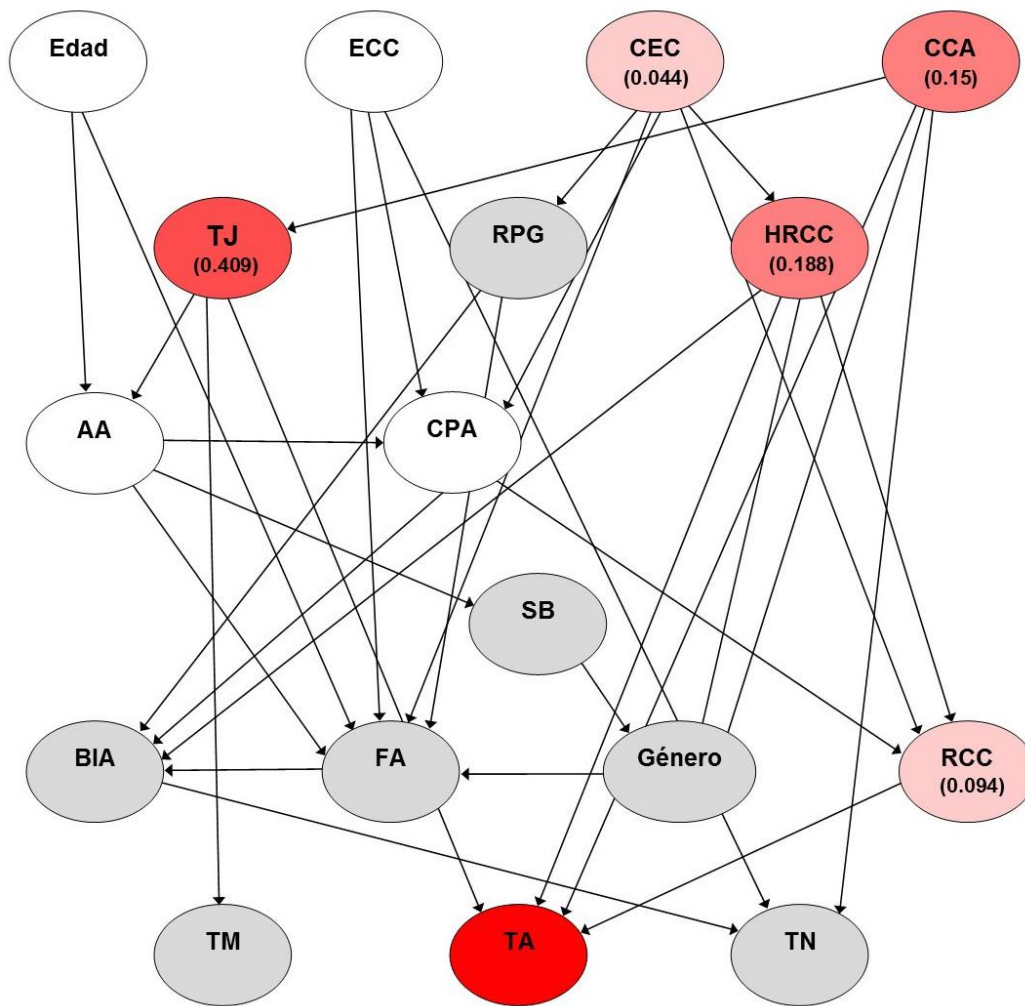 Edad
ECC
CEC
(0.044)
CCA
(0.15)
TJ
(0.409)
RPG
HRCC
(0.188)
AA
CPA
SB
BIA
FA
Género
RCC
(0.094)
TM
TA
TN